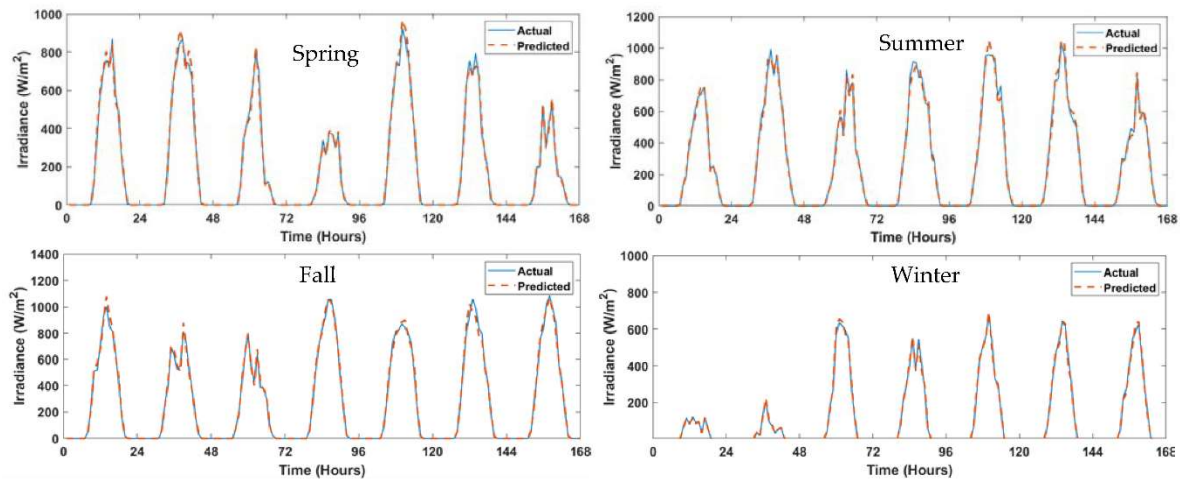 1000
800
600
400
200
0
Irradiance (W/m²)
Spring
Actual
Predicted
0 24 48 72 96 120 144 168
Time (Hours)
1200
1000
800
600
400
200
0
Irradiance (W/m²)
Summer
Actual
Predicted
0 24 48 72 96 120 144 168
Time (Hours)
1400
1200
1000
800
600
400
200
0
Irradiance (W/m²)
Fall
Actual
Predicted
0 24 48 72 96 120 144 168
Time (Hours)
1000
800
600
400
200
Irradiance (W/m²)
Winter
Actual
Predicted
0 24 48 72 96 120 144 168
Time (Hours)